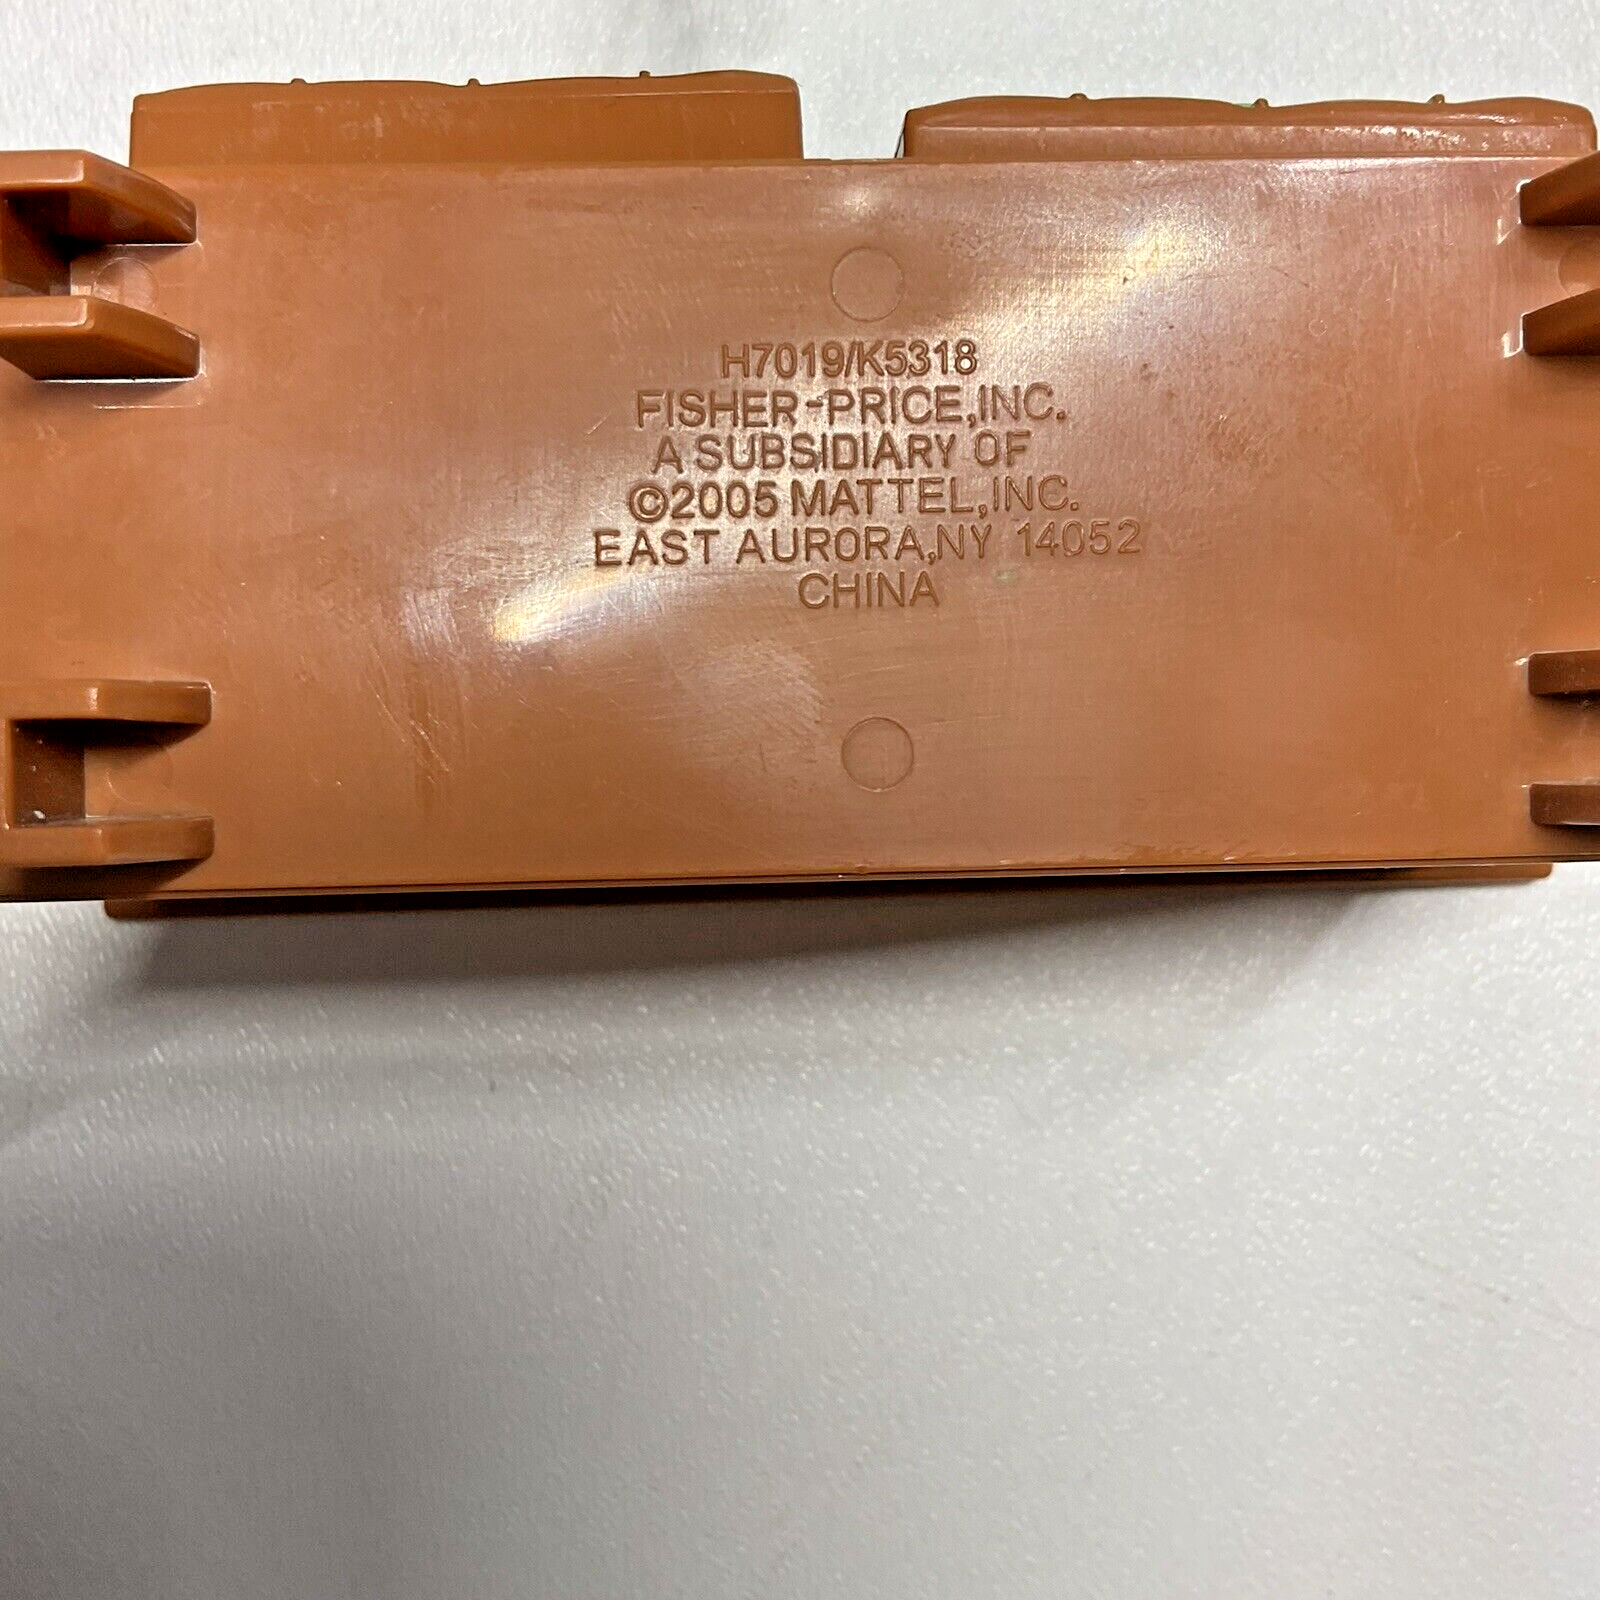 H7019/K5318
FISHER-PRICE, INC.
A SUBSIDIARY OF
©2005 MATTEL, INC.
EAST AURORA, NY 14052
CHINA